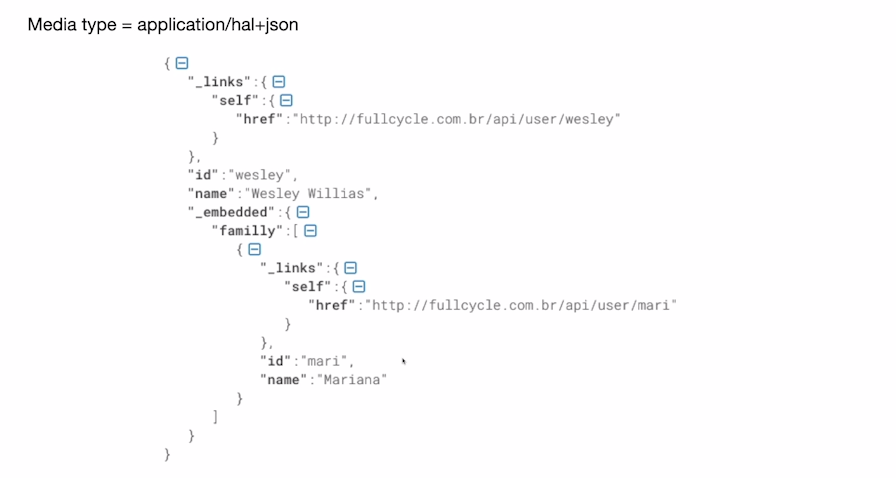 Media type = application/hal+json
{
"_links":{
"self":{
"href":"http://fullcycle.com.br/api/user/wesley"
}
},
"id":"wesley",
"name":"Wesley Willias",
"_embedded":{
"familly":[
{
"_links":{
"self":{
"href":"http://fullcycle.com.br/api/user/mari"
}
},
"id":"mari",
"name":"Mariana"
}
]
}
}